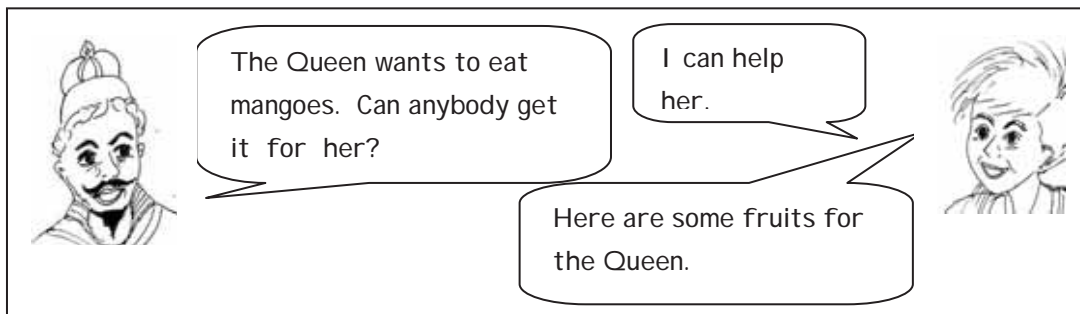 The Queen wants to eat
mangoes. Can anybody get
it for her?
I can help
her.
Here are some fruits for
the Queen.